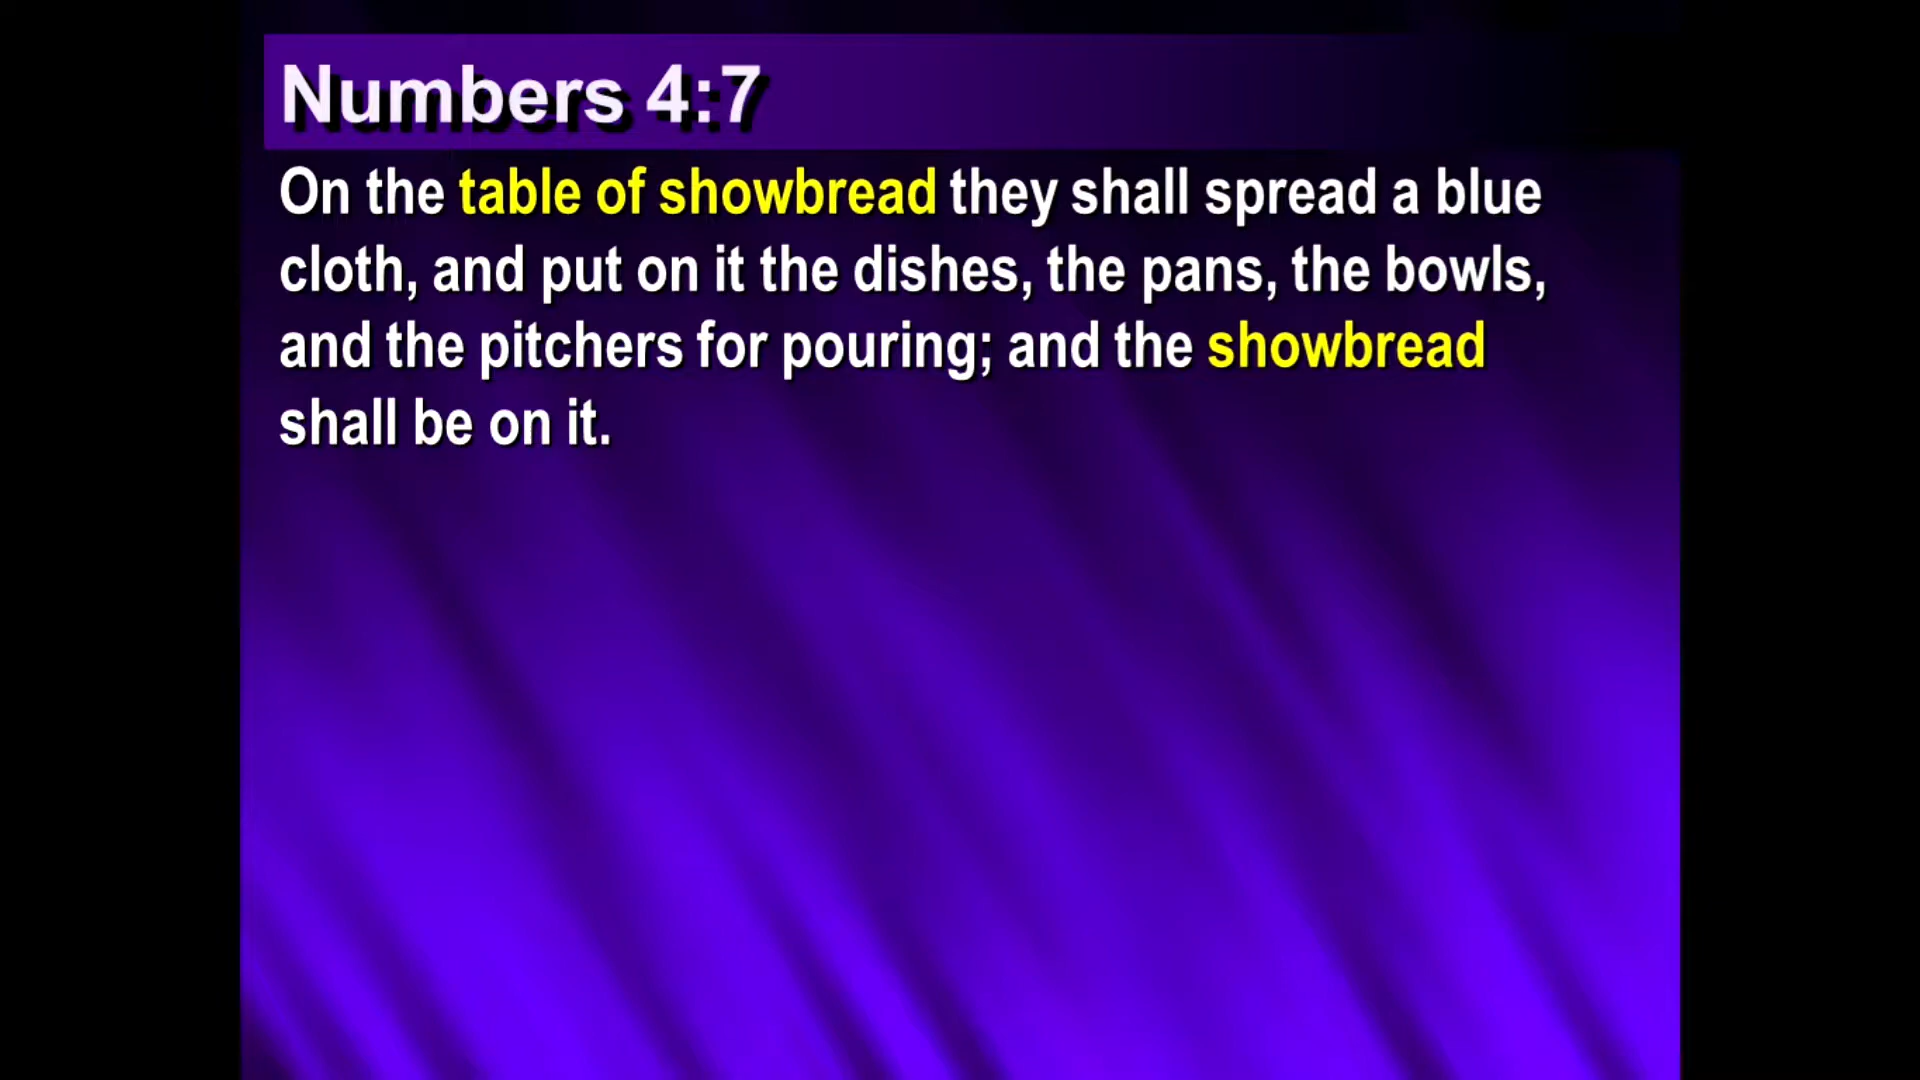 Numbers 4:7
On the table of showbread they shall spread a blue
cloth, and put on it the dishes, the pans, the bowls,
and the pitchers for pouring; and the showbread
shall be on it.